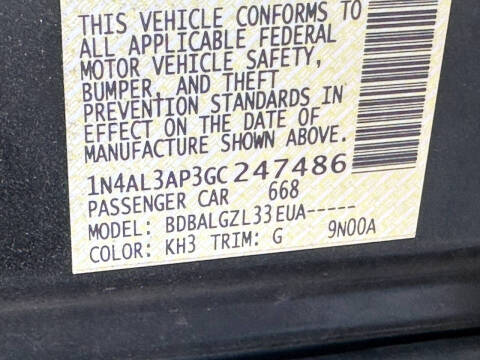 THIS VEHICLE CONFORMS TO
ALL APPLICABLE FEDERAL
MOTOR VEHICLE SAFETY,
BUMPER, AND THEFT
PREVENTION STANDARDS IN
EFFECT ON THE DATE OF
MANUFACTURE SHOWN ABOVE.
1N4AL3AP3GC247486
PASSENGER CAR 668
MODEL: BDBALGZL33EUA-----
COLOR: KH3 TRIM: G 9N00A